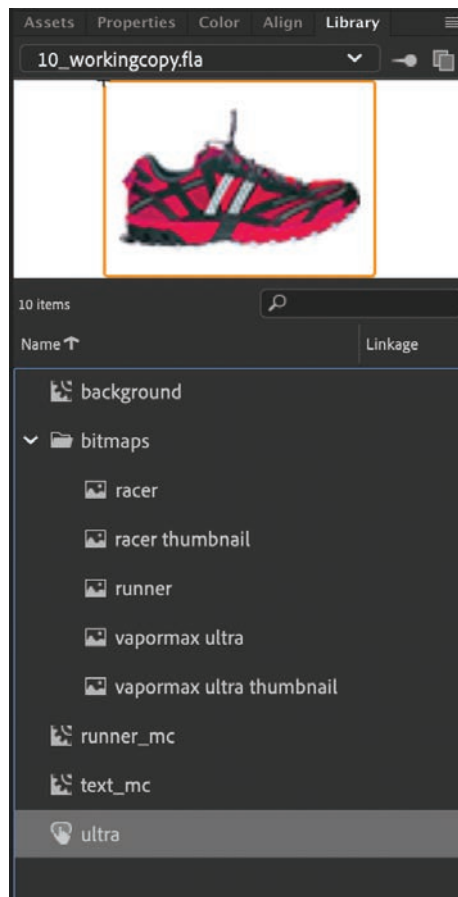 Assets Properties Color Align Library
10_workingcopy.fla
10 items
Name Linkage
background
bitmaps
racer
racer thumbnail
runner
vapormax ultra
vapormax ultra thumbnail
runner_mc
text_mc
ultra